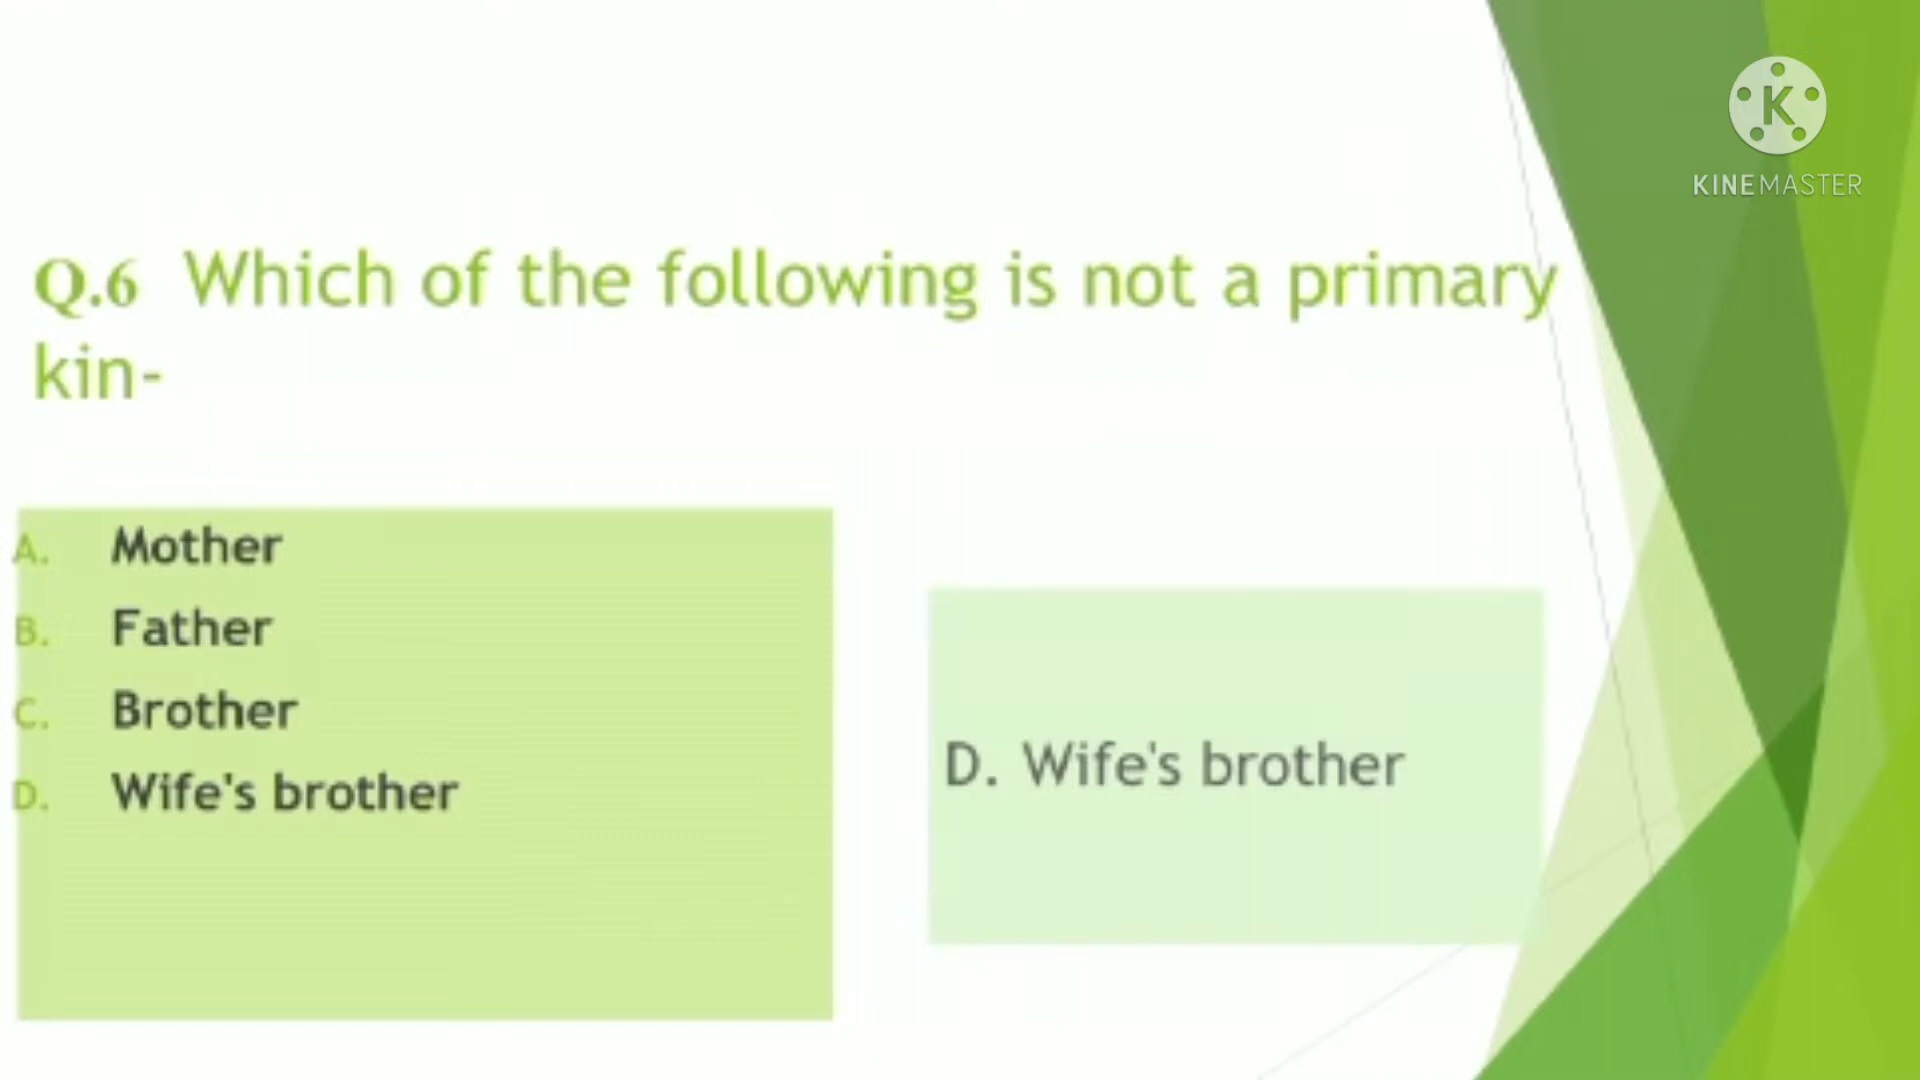 K
KINEMASTER
Q.6 Which of the following is not a primary
kin-
A. Mother
B. Father
C. Brother
D. Wife's brother
D. Wife's brother